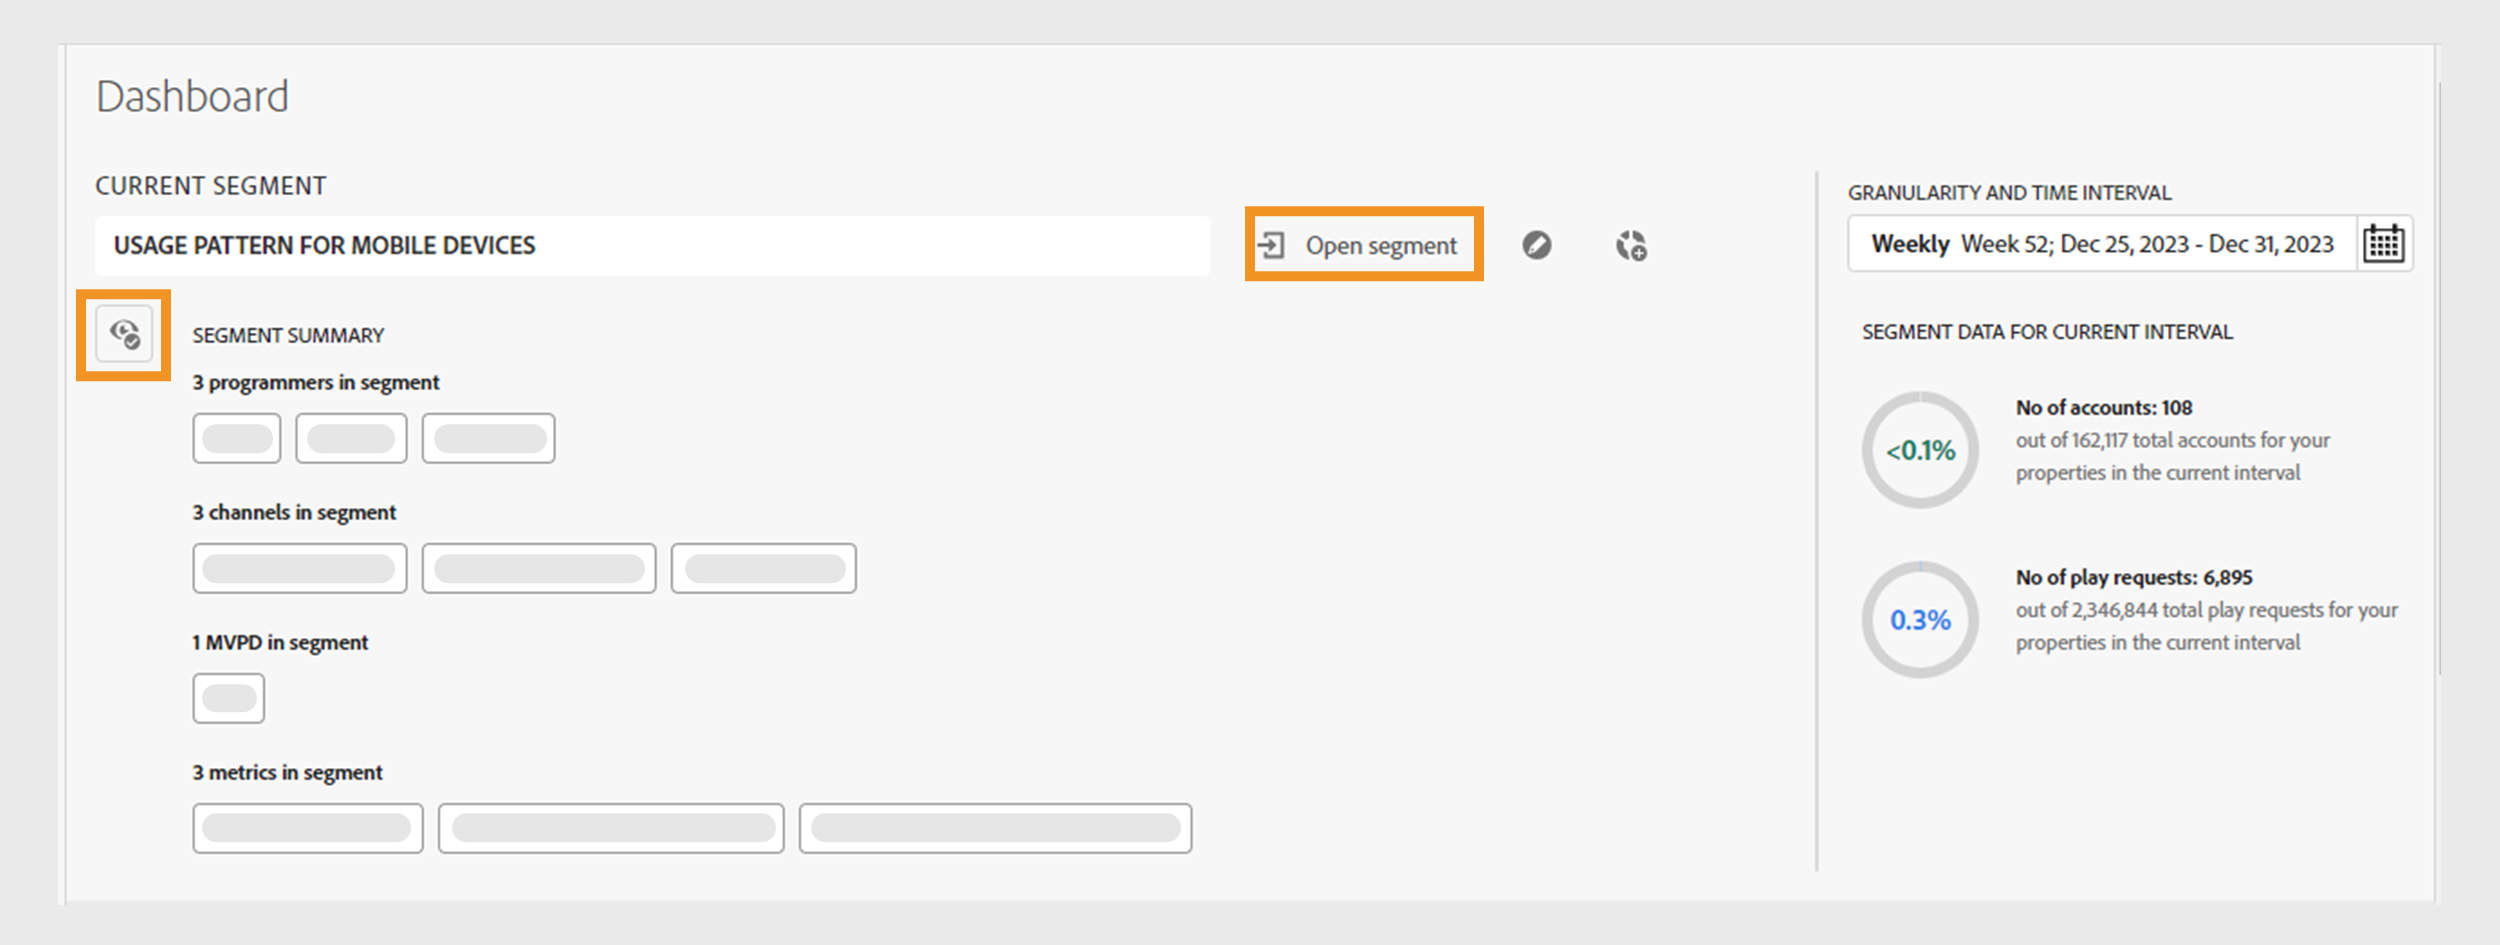 Dashboard
CURRENT SEGMENT
USAGE PATTERN FOR MOBILE DEVICES
Open segment
SEGMENT SUMMARY
3 programmers in segment
3 channels in segment
1 MVPD in segment
3 metrics in segment
GRANULARITY AND TIME INTERVAL
Weekly Week 52; Dec 25, 2023 - Dec 31, 2023
SEGMENT DATA FOR CURRENT INTERVAL
<0.1%
No of accounts: 108
out of 162,117 total accounts for your
properties in the current interval
0.3%
No of play requests: 6,895
out of 2,346,844 total play requests for your
properties in the current interval